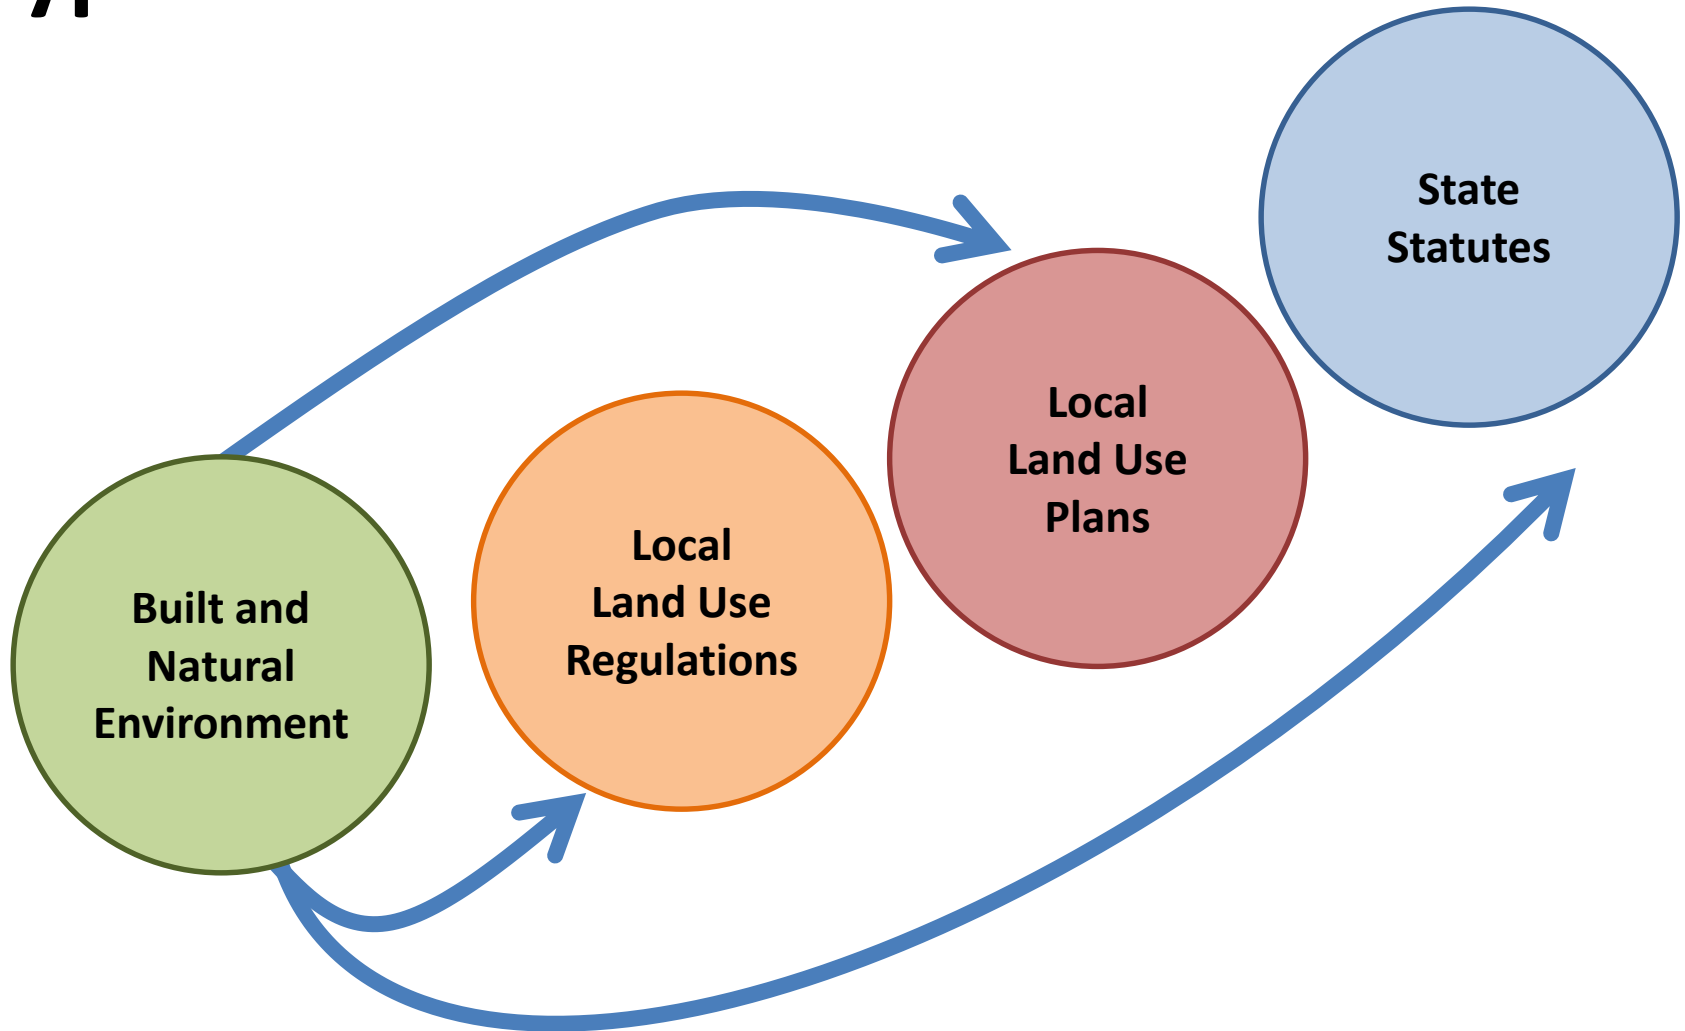 State
Statutes
Local
Land Use
Plans
Local
Land Use
Regulations
Built and
Natural
Environment